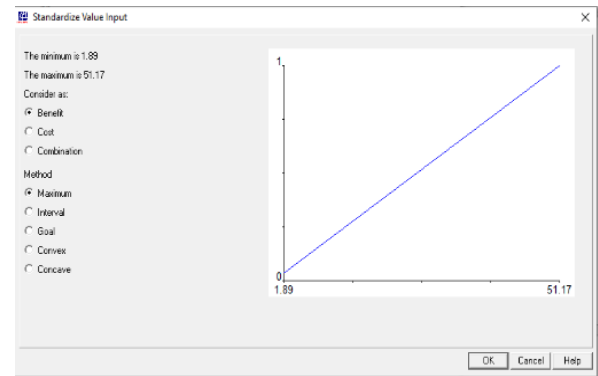 Standardize Value Input
The minimum is 1.89
The maximum is 51.17
Consider as:
Benefit
Cost
Combination
Method
Maximum
Interval
Goal
Convex
Concave
1
0
1.89
51.17
OK
Cancel
Help